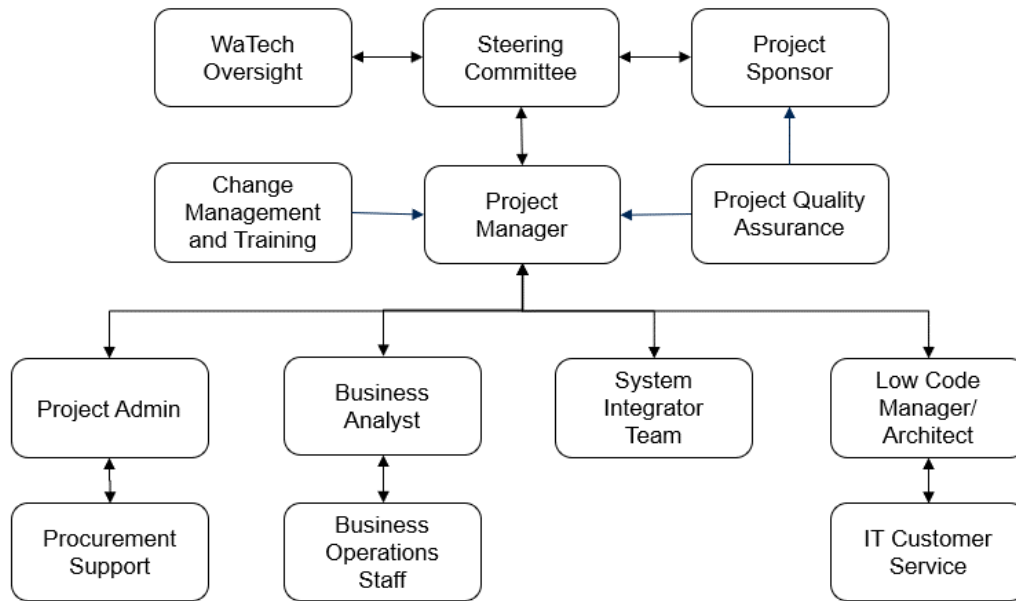 WaTech
Oversight
Steering
Committee
Project
Sponsor
Change
Management
and Training
Project
Manager
Project Quality
Assurance
Project Admin
Business
Analyst
System
Integrator
Team
Low Code
Manager/
Architect
Procurement
Support
Business
Operations
Staff
IT Customer
Service